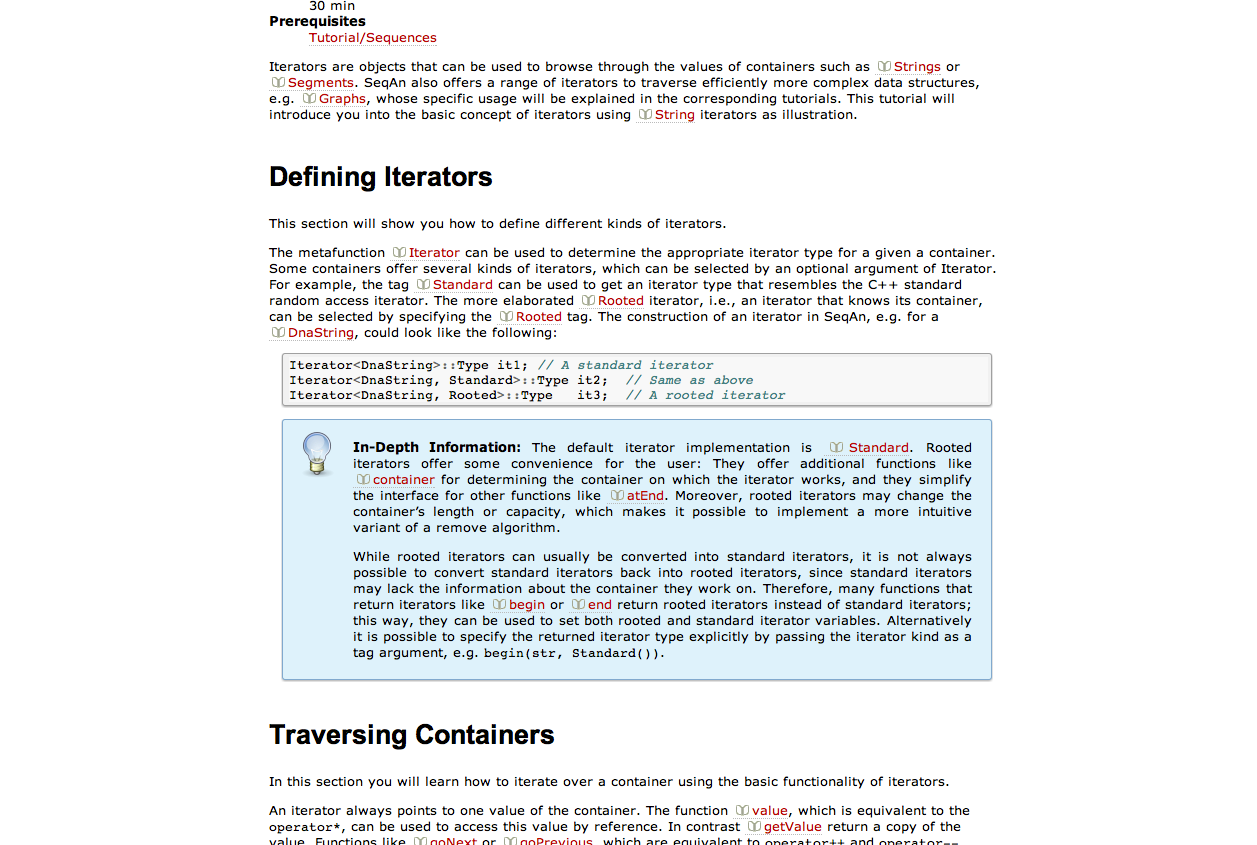 30 min
Prerequisites
Tutorial/Sequences
Iterators are objects that can be used to browse through the values of containers such as Strings or
Segments. SeqAn also offers a range of iterators to traverse efficiently more complex data structures,
e.g. Graphs, whose specific usage will be explained in the corresponding tutorials. This tutorial will
introduce you into the basic concept of iterators using String iterators as illustration.
Defining Iterators
This section will show you how to define different kinds of iterators.
The metafunction Iterator can be used to determine the appropriate iterator type for a given a container.
Some containers offer several kinds of iterators, which can be selected by an optional argument of Iterator.
For example, the tag Standard can be used to get an iterator type that resembles the C++ standard
random access iterator. The more elaborated Rooted iterator, i.e., an iterator that knows its container,
can be selected by specifying the Rooted tag. The construction of an iterator in SeqAn, e.g. for a
DnaString, could look like the following:
Iterator<DnaString>::Type it1; // A standard iterator
Iterator<DnaString, Standard>::Type it2;  // Same as above
Iterator<DnaString, Rooted>::Type   it3;  // A rooted iterator
In-Depth Information: The default iterator implementation is Standard. Rooted
iterators offer some convenience for the user: They offer additional functions like
container for determining the container on which the iterator works, and they simplify
the interface for other functions like atEnd. Moreover, rooted iterators may change the
container's length or capacity, which makes it possible to implement a more intuitive
variant of a remove algorithm.
While rooted iterators can usually be converted into standard iterators, it is not always
possible to convert standard iterators back into rooted iterators, since standard iterators
may lack the information about the container they work on. Therefore, many functions that
return iterators like begin or end return rooted iterators instead of standard iterators;
this way, they can be used to set both rooted and standard iterator variables. Alternatively
it is possible to specify the returned iterator type explicitly by passing the iterator kind as a
tag argument, e.g. begin(str, Standard()).
Traversing Containers
In this section you will learn how to iterate over a container using the basic functionality of iterators.
An iterator always points to one value of the container. The function value, which is equivalent to the
operator*, can be used to access this value by reference. In contrast getValue return a copy of the
value. Functions like goNext or goPrevious, which are equivalent to operator++ and operator--